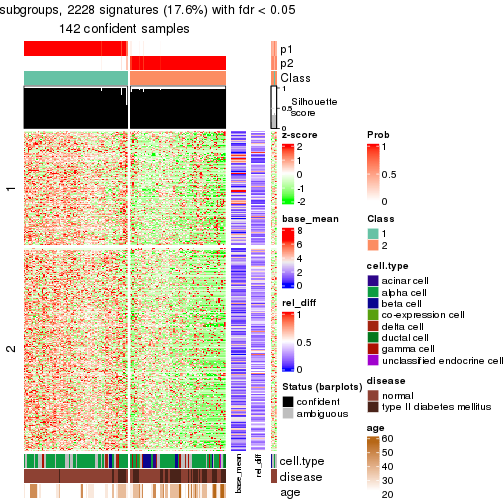 subgroups, 2228 signatures (17.6%) with fdr < 0.05
142 confident samples
p1
p2
Class
1
0.5
0
Silhouette
score
1
2
z-score
2
1
0
-1
-2
base_mean
8
6
4
2
0
rel_diff
1
0.5
0
Status (barplots)
confident
ambiguous
Prob
1
0.5
0
Class
1
2
cell.type
acinar cell
alpha cell
beta cell
co-expression cell
delta cell
ductal cell
gamma cell
unclassified endocrine cell
disease
normal
type II diabetes mellitus
age
60
50
40
30
20
base_mean
rel_diff
cell.type
disease
age